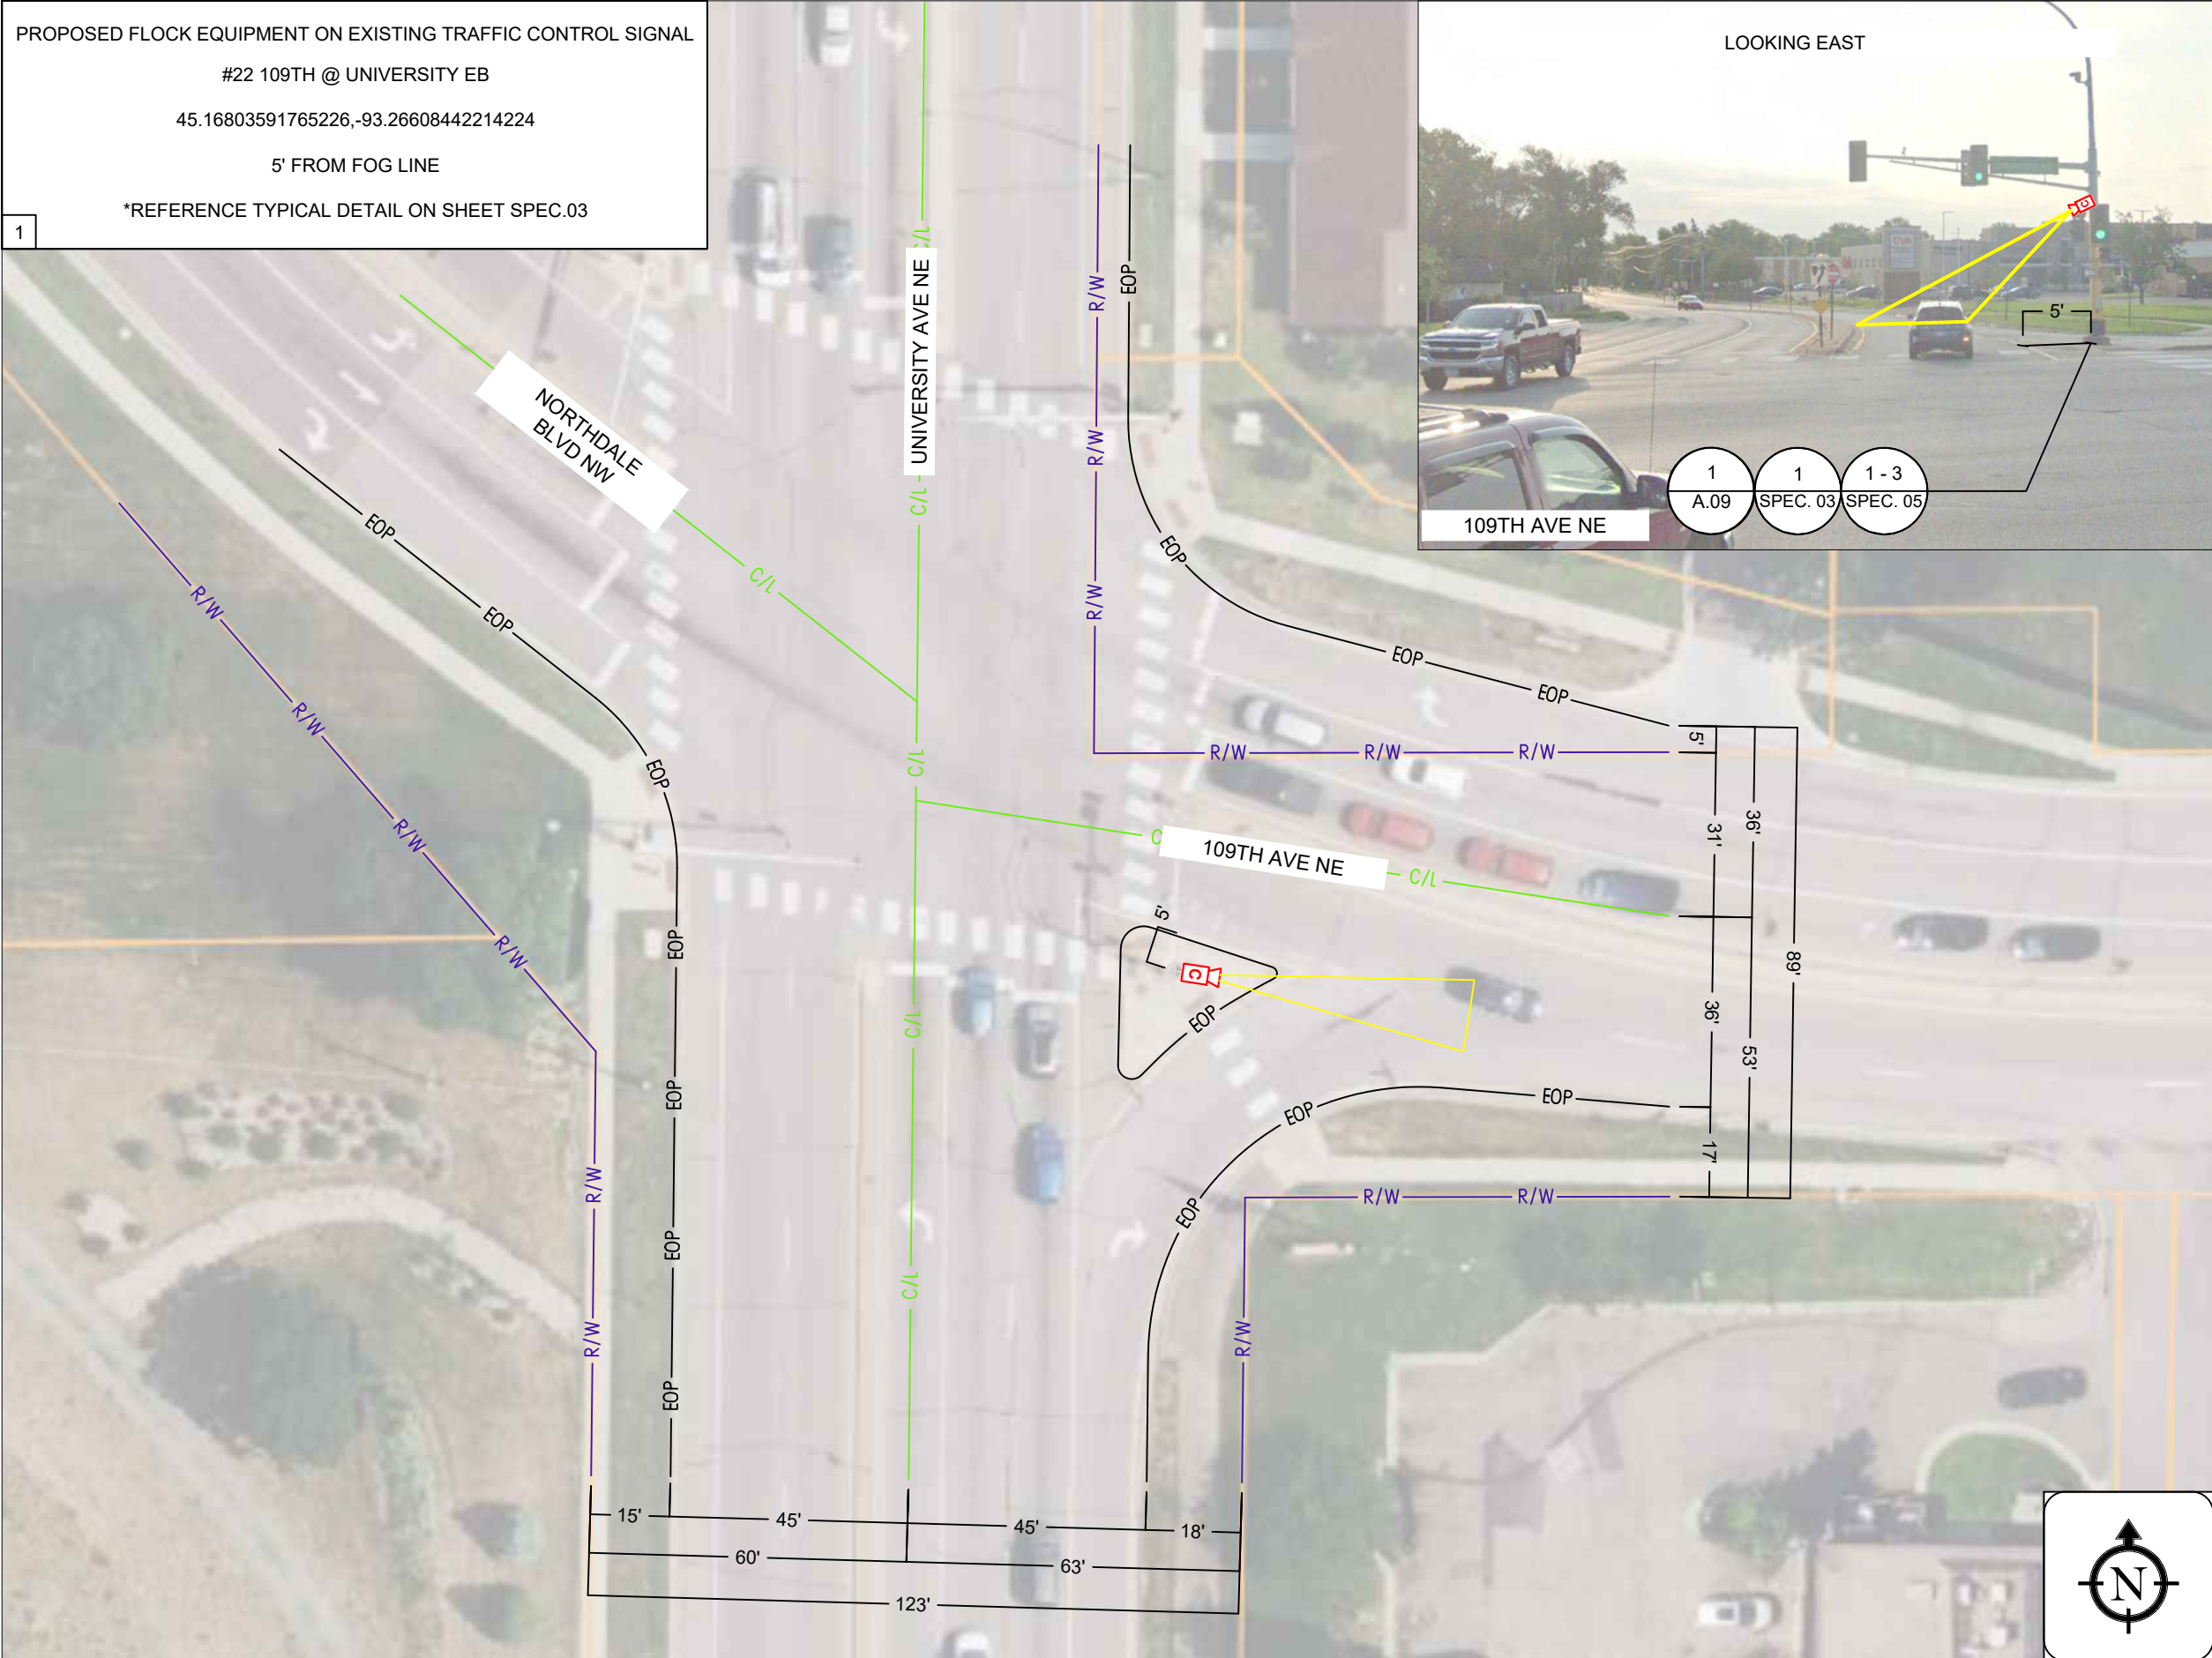 PROPOSED FLOCK EQUIPMENT ON EXISTING TRAFFIC CONTROL SIGNAL
#22 109TH @ UNIVERSITY EB
45.16803591765226,-93.26608442214224
5' FROM FOG LINE
*REFERENCE TYPICAL DETAIL ON SHEET SPEC.03
1
LOOKING EAST
5'
1
A.09
1
SPEC. 03
1 - 3
SPEC. 05
109TH AVE NE
NORTHDALE
BLVD NW
UNIVERSITY AVE NE
C/L
C/L
C/L
C/L
C/L
C/L
C/L
R/W
R/W
R/W
EOP
EOP
EOP
EOP
R/W
R/W
R/W
EOP
EOP
EOP
R/W
R/W
R/W
R/W
R/W
R/W
EOP
EOP
EOP
EOP
109TH AVE NE
C/L
5'
C
EOP
EOP
EOP
EOP
R/W
R/W
R/W
5'
31'
36'
36'
53'
17'
89'
15'
45'
45'
18'
60'
63'
123'
N